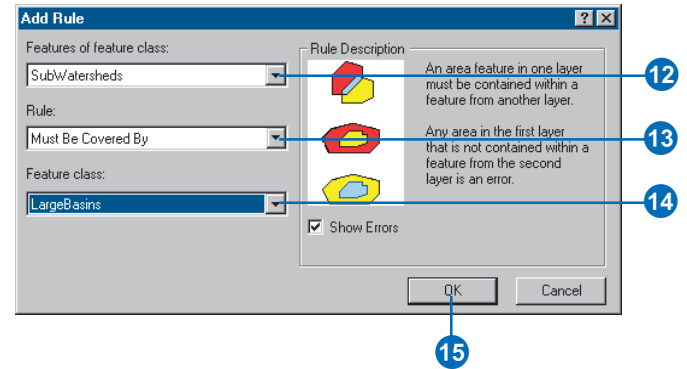 Add Rule
Features of feature class:
SubWatersheds
Rule:
Must Be Covered By
Feature class:
LargeBasins
Rule Description
An area feature in one layer
must be contained within a
feature from another layer.
Any area in the first layer
that is not contained within a
feature from the second
layer is an error.
Show Errors
OK
Cancel
12
13
14
15